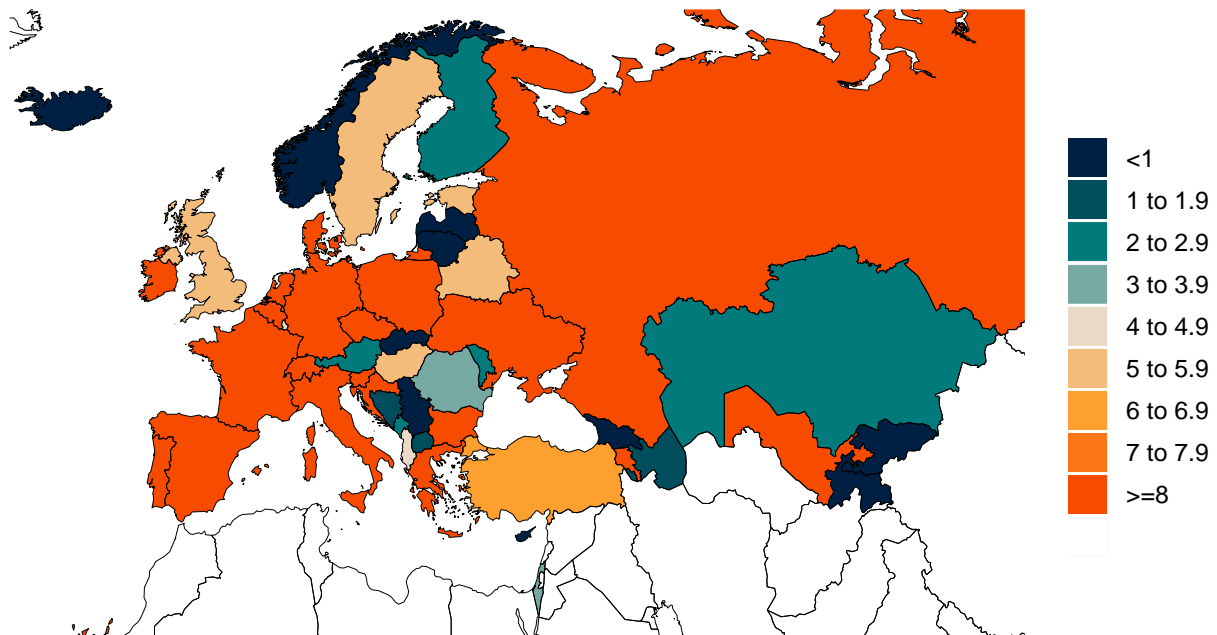 <1
1 to 1.9
2 to 2.9
3 to 3.9
4 to 4.9
5 to 5.9
6 to 6.9
7 to 7.9
>=8